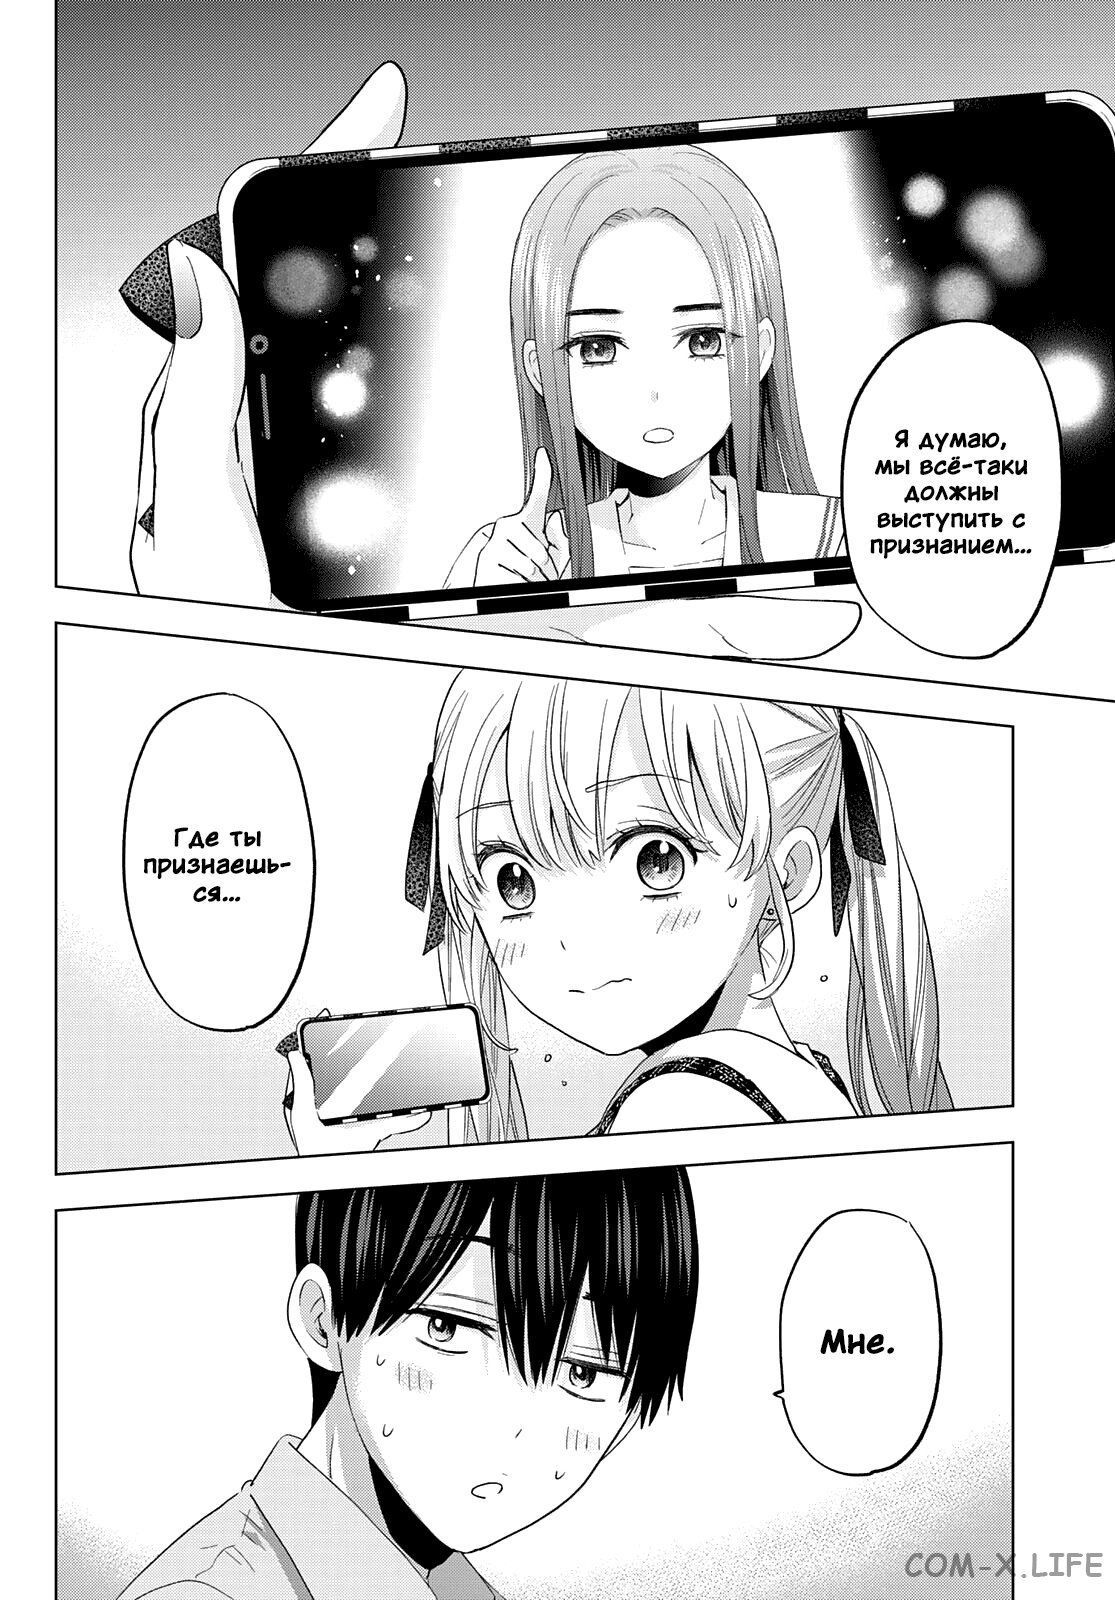 Я думаю,
мы всё-таки
должны
выступить с
признанием...
Где ты
признаешь-
ся...
Мне.
COM-X.LIFE